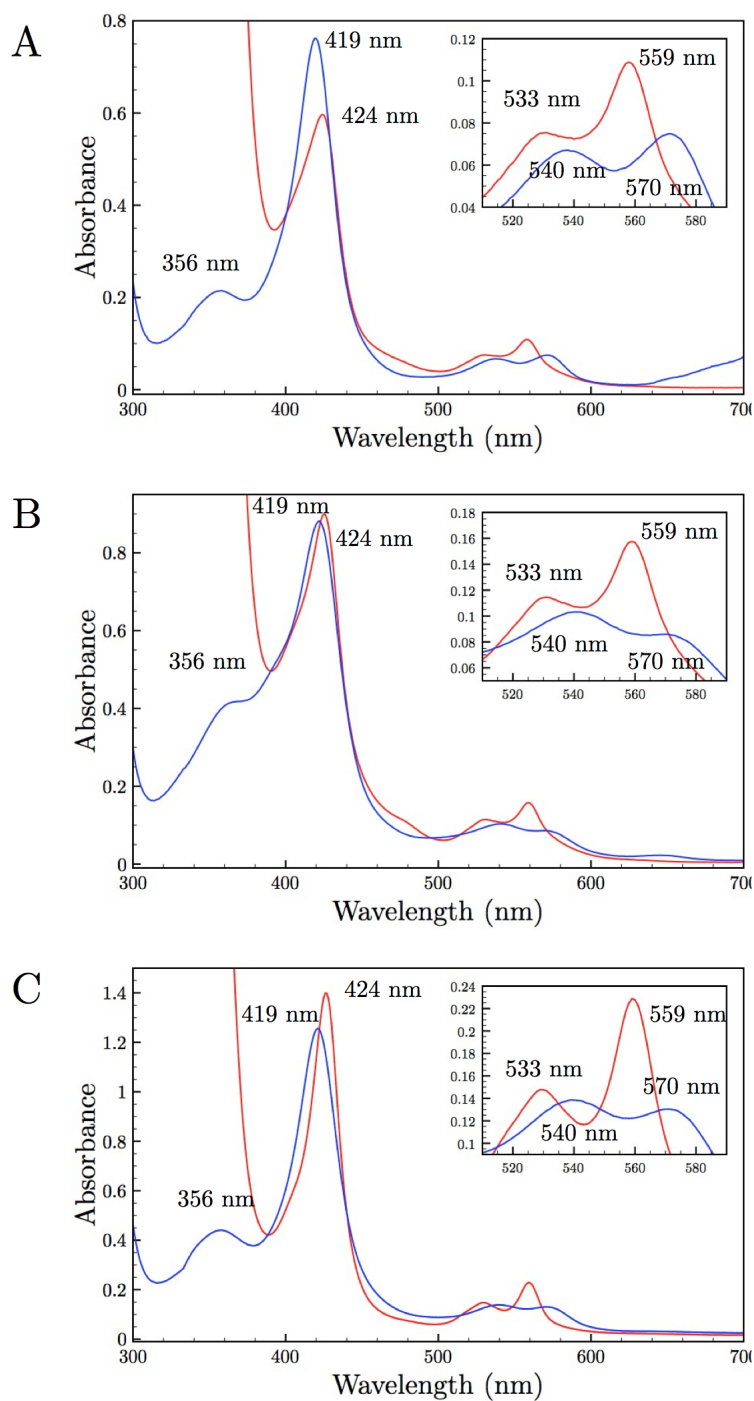 A
0.8
0.6
0.4
0.2
0
Absorbance
419 nm
424 nm
356 nm
0.12
0.1
0.08
0.06
0.04
533 nm
559 nm
540 nm
570 nm
520 540 560 580
300 400 500 600 700
Wavelength (nm)
B
0.8
0.6
0.4
0.2
0
Absorbance
419 nm
424 nm
356 nm
0.18
0.16
0.14
0.12
0.1
0.08
0.06
559 nm
533 nm
540 nm
570 nm
520 540 560 580
300 400 500 600 700
Wavelength (nm)
C
1.4
1.2
1
0.8
0.6
0.4
0.2
0
Absorbance
424 nm
419 nm
356 nm
0.24
0.22
0.2
0.18
0.16
0.14
0.12
0.1
559 nm
533 nm
570 nm
540 nm
520 540 560 580
300 400 500 600 700
Wavelength (nm)